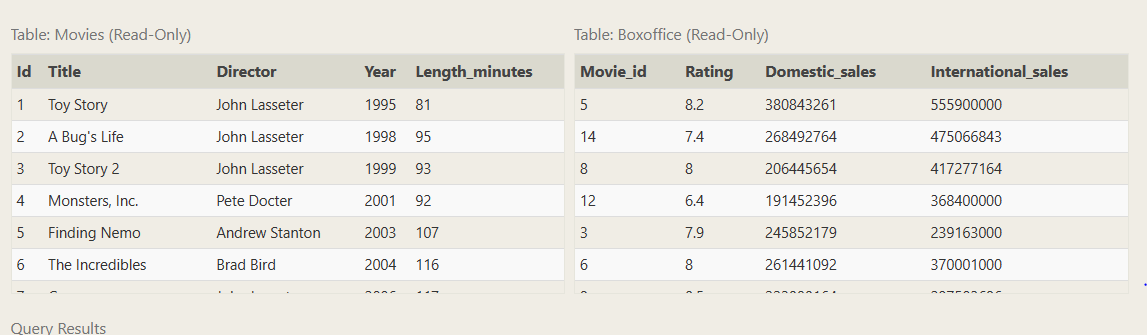 Table: Movies (Read-Only)
Id Title Director Year Length_minutes
1 Toy Story John Lasseter 1995 81
2 A Bug's Life John Lasseter 1998 95
3 Toy Story 2 John Lasseter 1999 93
4 Monsters, Inc. Pete Docter 2001 92
5 Finding Nemo Andrew Stanton 2003 107
6 The Incredibles Brad Bird 2004 116
Table: Boxoffice (Read-Only)
Movie_id Rating Domestic_sales International_sales
5 8.2 380843261 555900000
14 7.4 268492764 475066843
8 8 206445654 417277164
12 6.4 191452396 368400000
3 7.9 245852179 239163000
6 8 261441092 370001000
Query Results